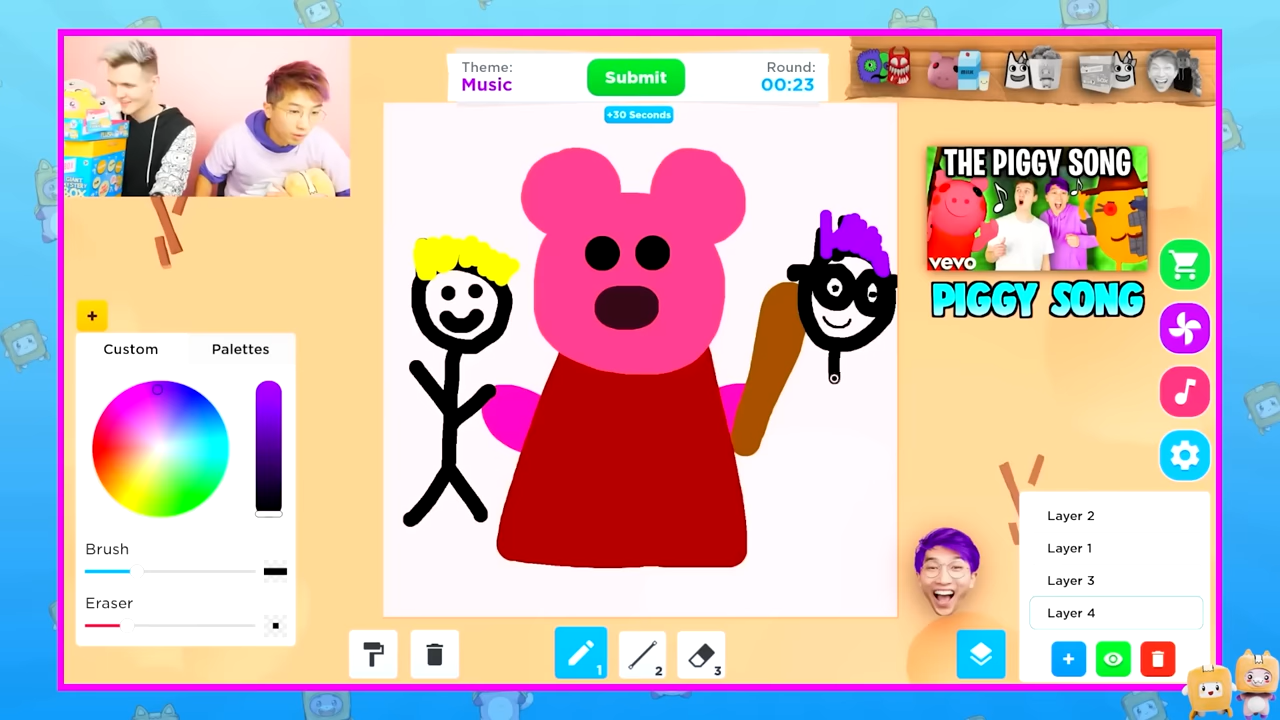 Theme:
Music
Submit
Round:
00:23
+30 Seconds
THE PIGGY SONG
vevo
PIGGY SONG
+
Custom
Palettes
Brush
Eraser
1
2
3
Layer 2
Layer 1
Layer 3
Layer 4
+